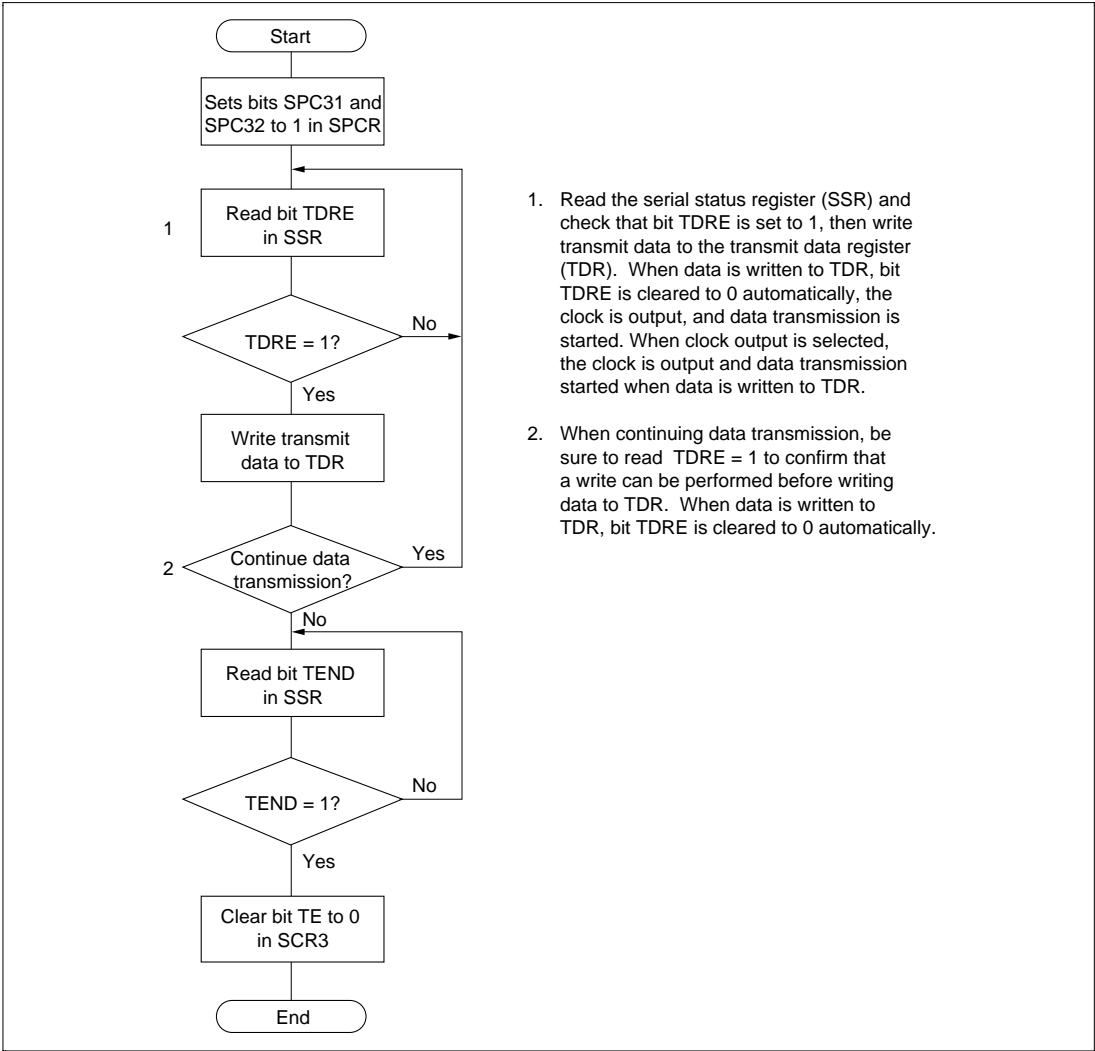 Start
Sets bits SPC31 and
SPC32 to 1 in SPCR
1
Read bit TDRE
in SSR
TDRE = 1?
No
Yes
Write transmit
data to TDR
2
Continue data
transmission?
Yes
No
Read bit TEND
in SSR
TEND = 1?
No
Yes
Clear bit TE to 0
in SCR3
End
1. Read the serial status register (SSR) and
check that bit TDRE is set to 1, then write
transmit data to the transmit data register
(TDR). When data is written to TDR, bit
TDRE is cleared to 0 automatically, the
clock is output, and data transmission is
started. When clock output is selected,
the clock is output and data transmission
started when data is written to TDR.
2. When continuing data transmission, be
sure to read TDRE = 1 to confirm that
a write can be performed before writing
data to TDR. When data is written to
TDR, bit TDRE is cleared to 0 automatically.